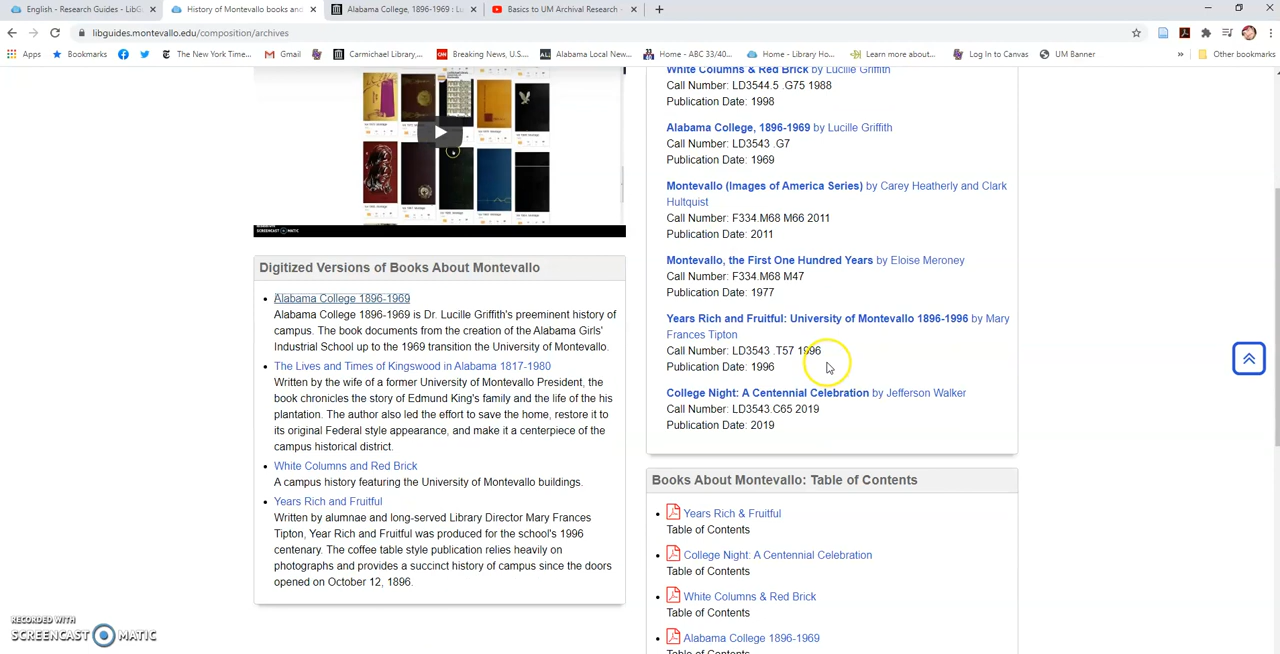 English - Research Guides - LibG
History of Montevallo books and
Alabama College, 1896-1969 : Lu
Basics to UM Archival Research -
libguides.montevallo.edu/composition/archives
Apps
Bookmarks
The New York Time...
Gmail
Carmichael Library,...
Breaking News, U.S....
Alabama Local New...
Home - ABC 33/40...
Home - Library Ho...
Learn more about...
Log In to Canvas
UM Banner
»
Other bookmarks
SCREENCAST MATIC
Digitized Versions of Books About Montevallo
Alabama College 1896-1969
Alabama College 1896-1969 is Dr. Lucille Griffith's preeminent history of
campus. The book documents from the creation of the Alabama Girls'
Industrial School up to the 1969 transition the University of Montevallo.
The Lives and Times of Kingswood in Alabama 1817-1980
Written by the wife of a former University of Montevallo President, the
book chronicles the story of Edmund King's family and the life of the his
plantation. The author also led the effort to save the home, restore it to
its original Federal style appearance, and make it a centerpiece of the
campus historical district.
White Columns and Red Brick
A campus history featuring the University of Montevallo buildings.
Years Rich and Fruitful
Written by alumnae and long-served Library Director Mary Frances
Tipton, Year Rich and Fruitful was produced for the school's 1996
centenary. The coffee table style publication relies heavily on
photographs and provides a succinct history of campus since the doors
opened on October 12, 1896.
White Columns & Red Brick by Lucille Griffith
Call Number: LD3544.5 .G75 1988
Publication Date: 1998
Alabama College, 1896-1969 by Lucille Griffith
Call Number: LD3543 .G7
Publication Date: 1969
Montevallo (Images of America Series) by Carey Heatherly and Clark
Hultquist
Call Number: F334.M68 M66 2011
Publication Date: 2011
Montevallo, the First One Hundred Years by Eloise Meroney
Call Number: F334.M68 M47
Publication Date: 1977
Years Rich and Fruitful: University of Montevallo 1896-1996 by Mary
Frances Tipton
Call Number: LD3543 .T57 1996
Publication Date: 1996
College Night: A Centennial Celebration by Jefferson Walker
Call Number: LD3543.C65 2019
Publication Date: 2019
Books About Montevallo: Table of Contents
Years Rich & Fruitful
Table of Contents
College Night: A Centennial Celebration
Table of Contents
White Columns & Red Brick
Table of Contents
Alabama College 1896-1969
Table of Contents
RECORDED WITH
SCREENCAST MATIC